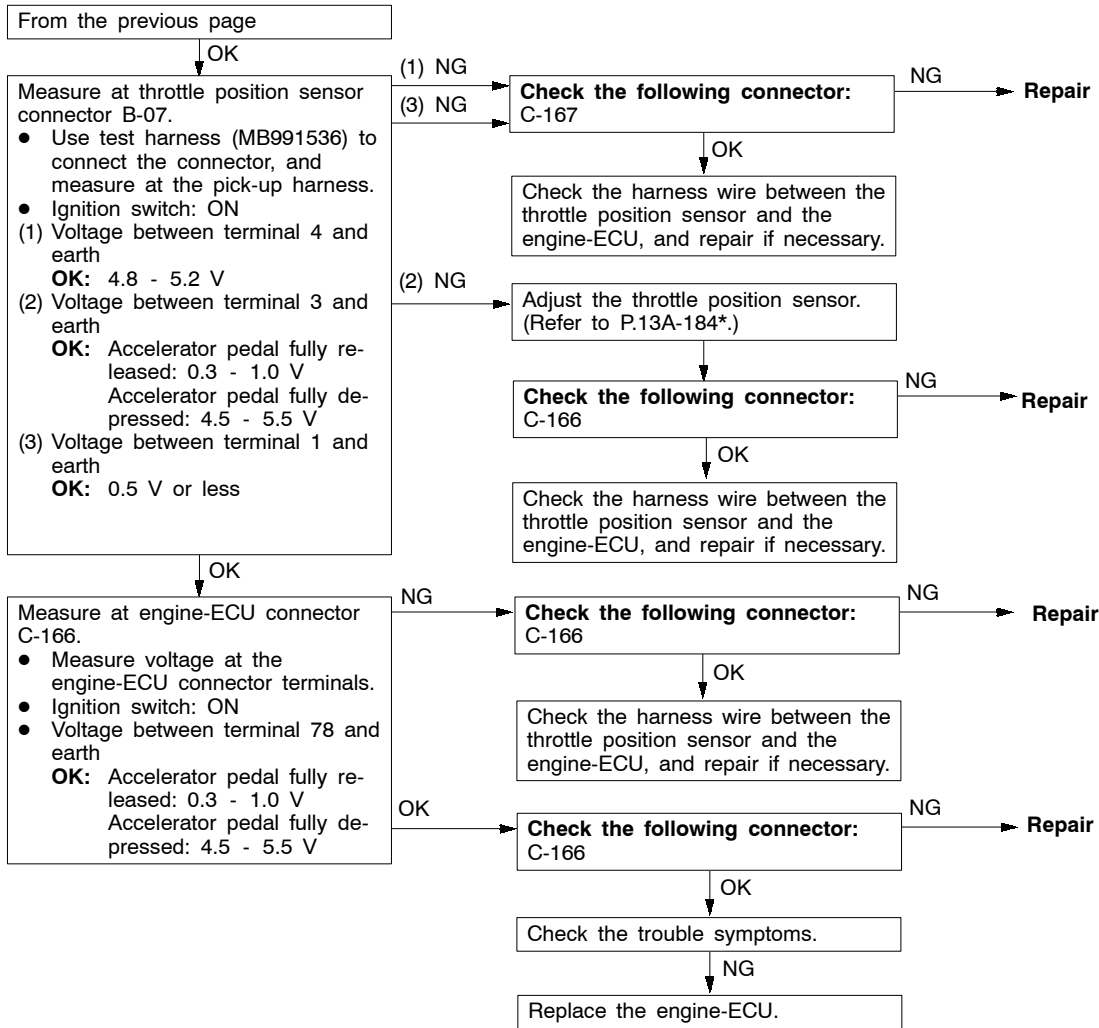 From the previous page
OK
Measure at throttle position sensor
connector B-07.
● Use test harness (MB991536) to
connect the connector, and
measure at the pick-up harness.
● Ignition switch: ON
(1) Voltage between terminal 4 and
earth
OK: 4.8 - 5.2 V
(2) Voltage between terminal 3 and
earth
OK: Accelerator pedal fully re-
leased: 0.3 - 1.0 V
Accelerator pedal fully de-
pressed: 4.5 - 5.5 V
(3) Voltage between terminal 1 and
earth
OK: 0.5 V or less
(1) NG
(3) NG
Check the following connector:
C-167
NG
Repair
OK
Check the harness wire between the
throttle position sensor and the
engine-ECU, and repair if necessary.
(2) NG
Adjust the throttle position sensor.
(Refer to P.13A-184*.)
Check the following connector:
C-166
NG
Repair
OK
Check the harness wire between the
throttle position sensor and the
engine-ECU, and repair if necessary.
OK
Measure at engine-ECU connector
C-166.
● Measure voltage at the
engine-ECU connector terminals.
● Ignition switch: ON
● Voltage between terminal 78 and
earth
OK: Accelerator pedal fully re-
leased: 0.3 - 1.0 V
Accelerator pedal fully de-
pressed: 4.5 - 5.5 V
NG
Check the following connector:
C-166
NG
Repair
OK
Check the harness wire between the
throttle position sensor and the
engine-ECU, and repair if necessary.
OK
Check the following connector:
C-166
NG
Repair
OK
Check the trouble symptoms.
NG
Replace the engine-ECU.